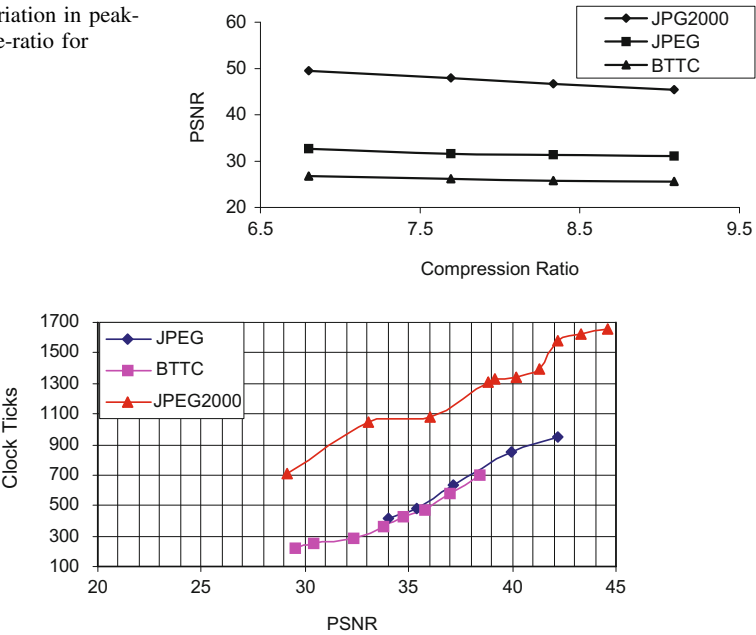 riation in peak-
e-ratio for
60
50
40
30
20
PSNR
6.5
7.5
8.5
9.5
Compression Ratio
JPG2000
JPEG
BTTC
1700
1500
1300
1100
900
700
500
300
100
Clock Ticks
JPEG
BTTC
JPEG2000
20
25
30
35
40
45
PSNR